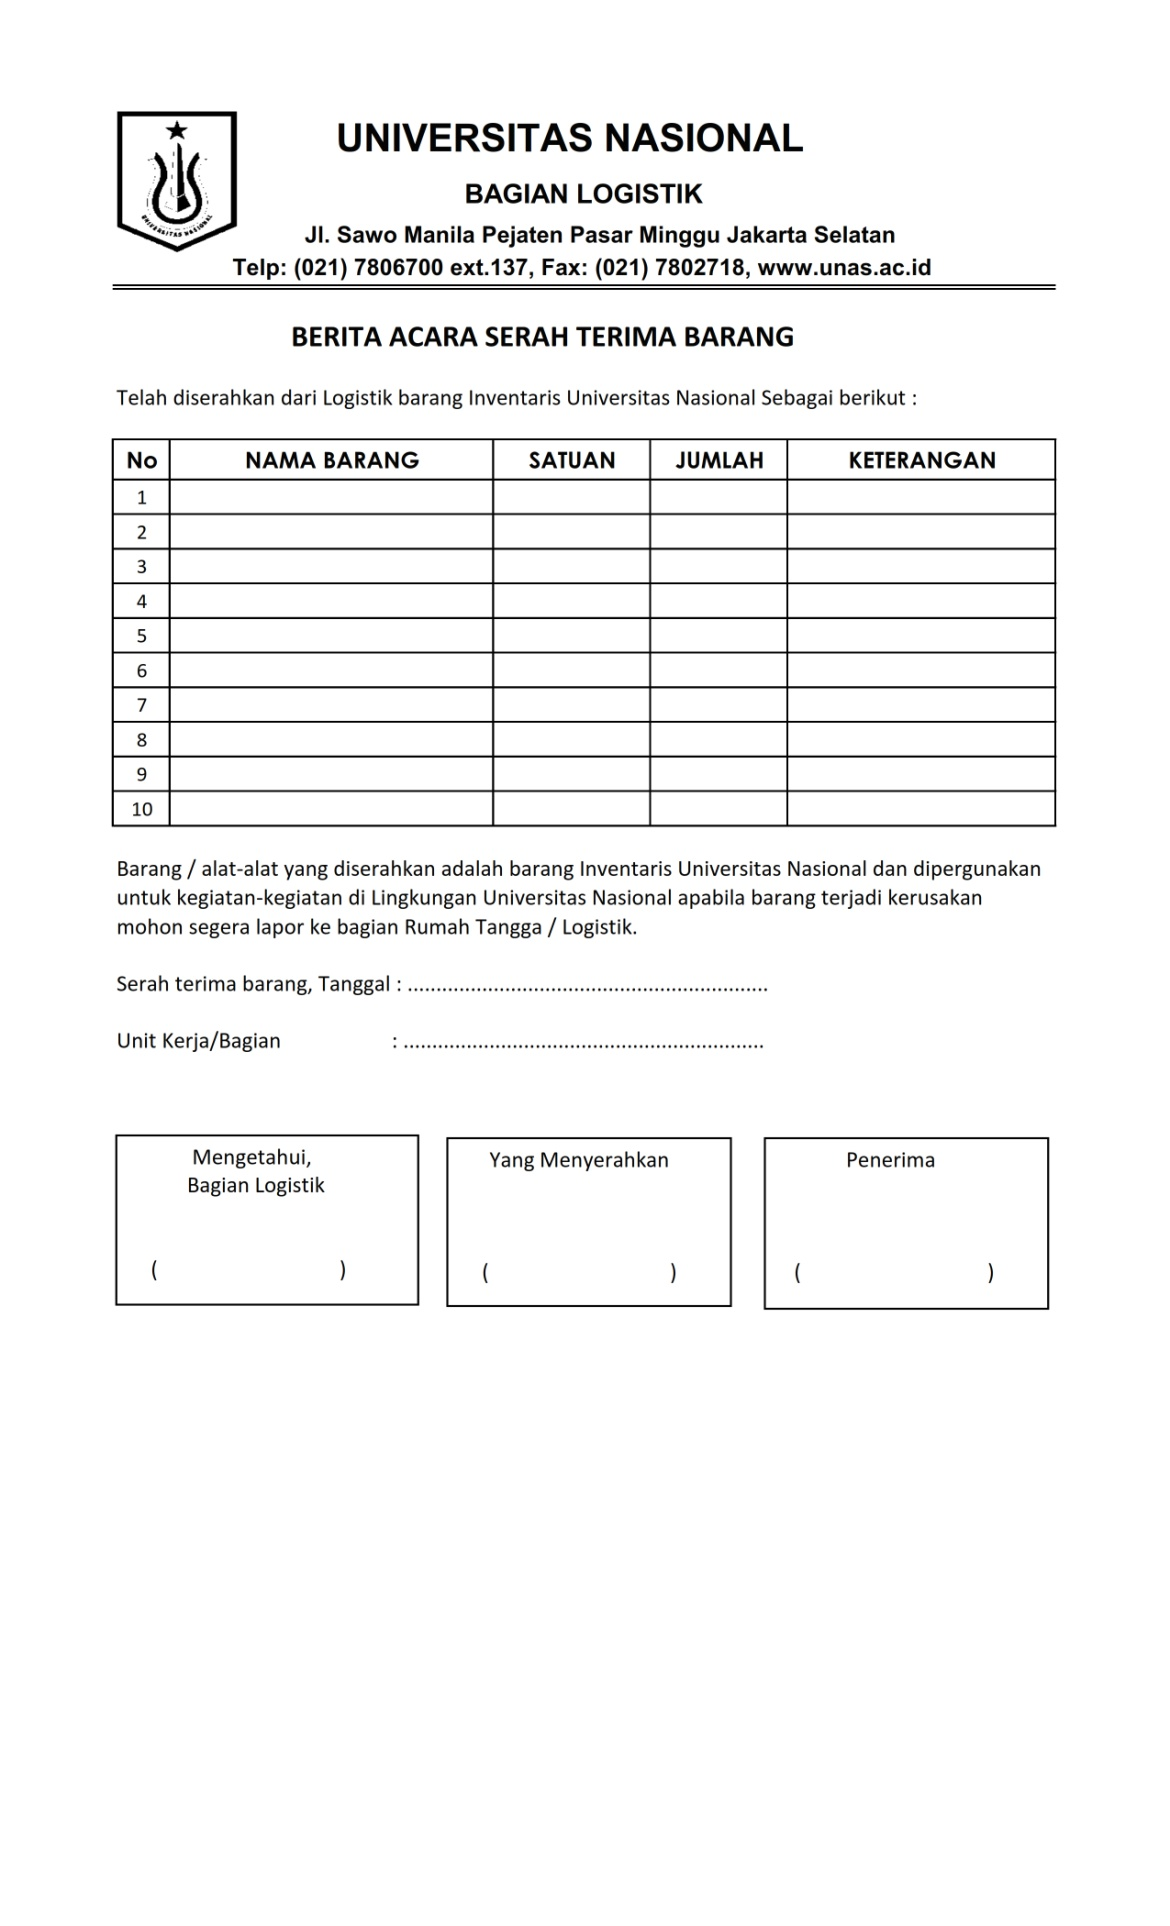 UNIVERSITAS NASIONAL
UNIVERSITAS NASIONAL
BAGIAN LOGISTIK
Jl. Sawo Manila Pejaten Pasar Minggu Jakarta Selatan
Telp: (021) 7806700 ext.137, Fax: (021) 7802718, www.unas.ac.id
BERITA ACARA SERAH TERIMA BARANG
Telah diserahkan dari Logistik barang Inventaris Universitas Nasional Sebagai berikut :
No NAMA BARANG SATUAN JUMLAH KETERANGAN
1
2
3
4
5
6
7
8
9
10
Barang / alat-alat yang diserahkan adalah barang Inventaris Universitas Nasional dan dipergunakan
untuk kegiatan-kegiatan di Lingkungan Universitas Nasional apabila barang terjadi kerusakan
mohon segera lapor ke bagian Rumah Tangga / Logistik.
Serah terima barang, Tanggal : ...............................................................
Unit Kerja/Bagian : ...............................................................
Mengetahui,
Bagian Logistik
( )
Yang Menyerahkan
( )
Penerima
( )